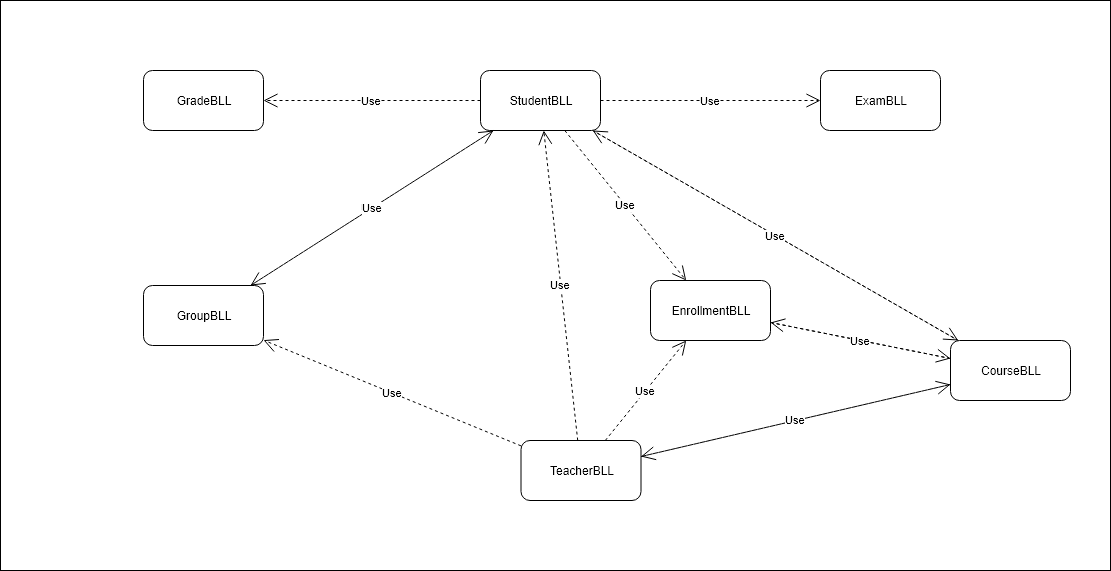 GradeBLL
Use
StudentBLL
Use
ExamBLL
Use
Use
Use
Use
GroupBLL
EnrollmentBLL
Use
CourseBLL
Use
Use
Use
TeacherBLL